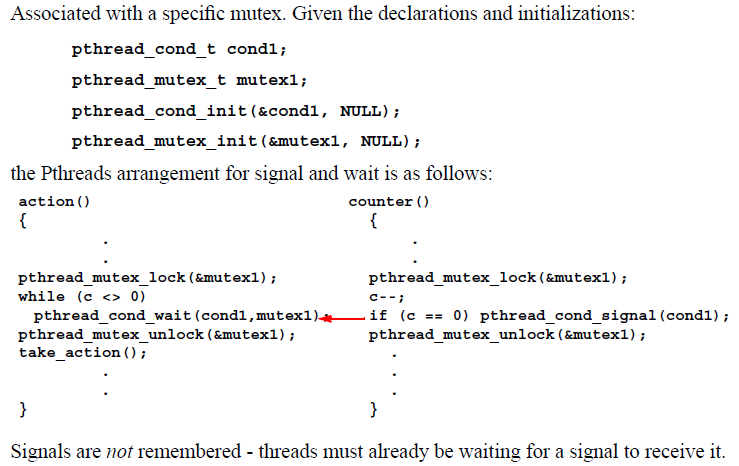 Associated with a specific mutex. Given the declarations and initializations:
pthread_cond_t cond1;
pthread_mutex_t mutex1;
pthread_cond_init(&cond1, NULL);
pthread_mutex_init(&mutex1, NULL);
the Pthreads arrangement for signal and wait is as follows:
action() counter()
{ {
. .
. .
pthread_mutex_lock(&mutex1); pthread_mutex_lock(&mutex1);
while (c <> 0) c--;
pthread_cond_wait(cond1,mutex1); if (c == 0) pthread_cond_signal(cond1);
pthread_mutex_unlock(&mutex1); pthread_mutex_unlock(&mutex1);
take_action(); .
. .
. .
} }
Signals are not remembered - threads must already be waiting for a signal to receive it.